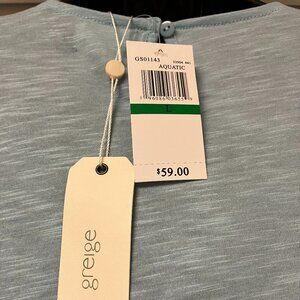 GS01143
AQUATIC
L
$59.00
greige